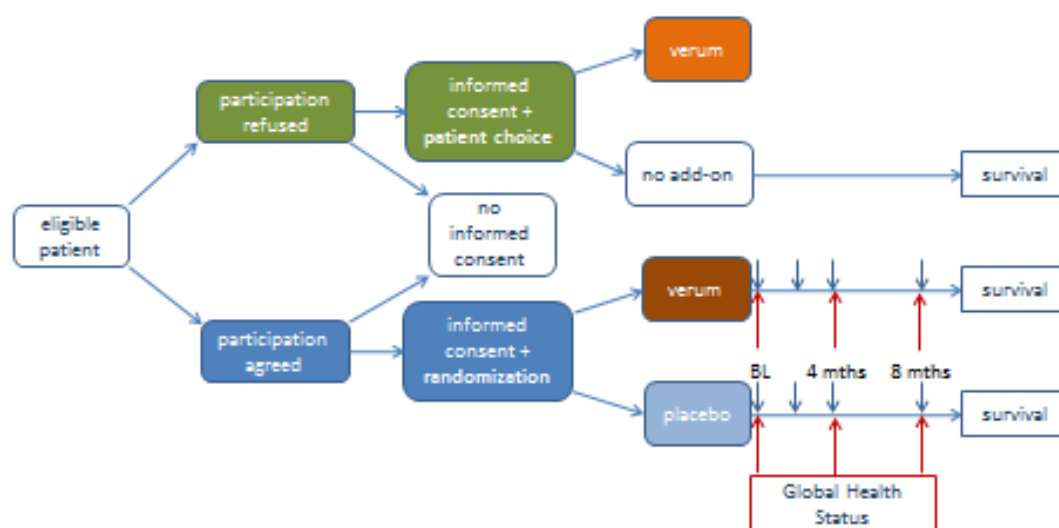 verum
participation
refused
informed
consent +
patient choice
no add-on
survival
eligible
patient
no
informed
consent
verum
survival
participation
agreed
informed
consent +
randomization
BL
4 mths
8 mths
placebo
survival
Global Health
Status